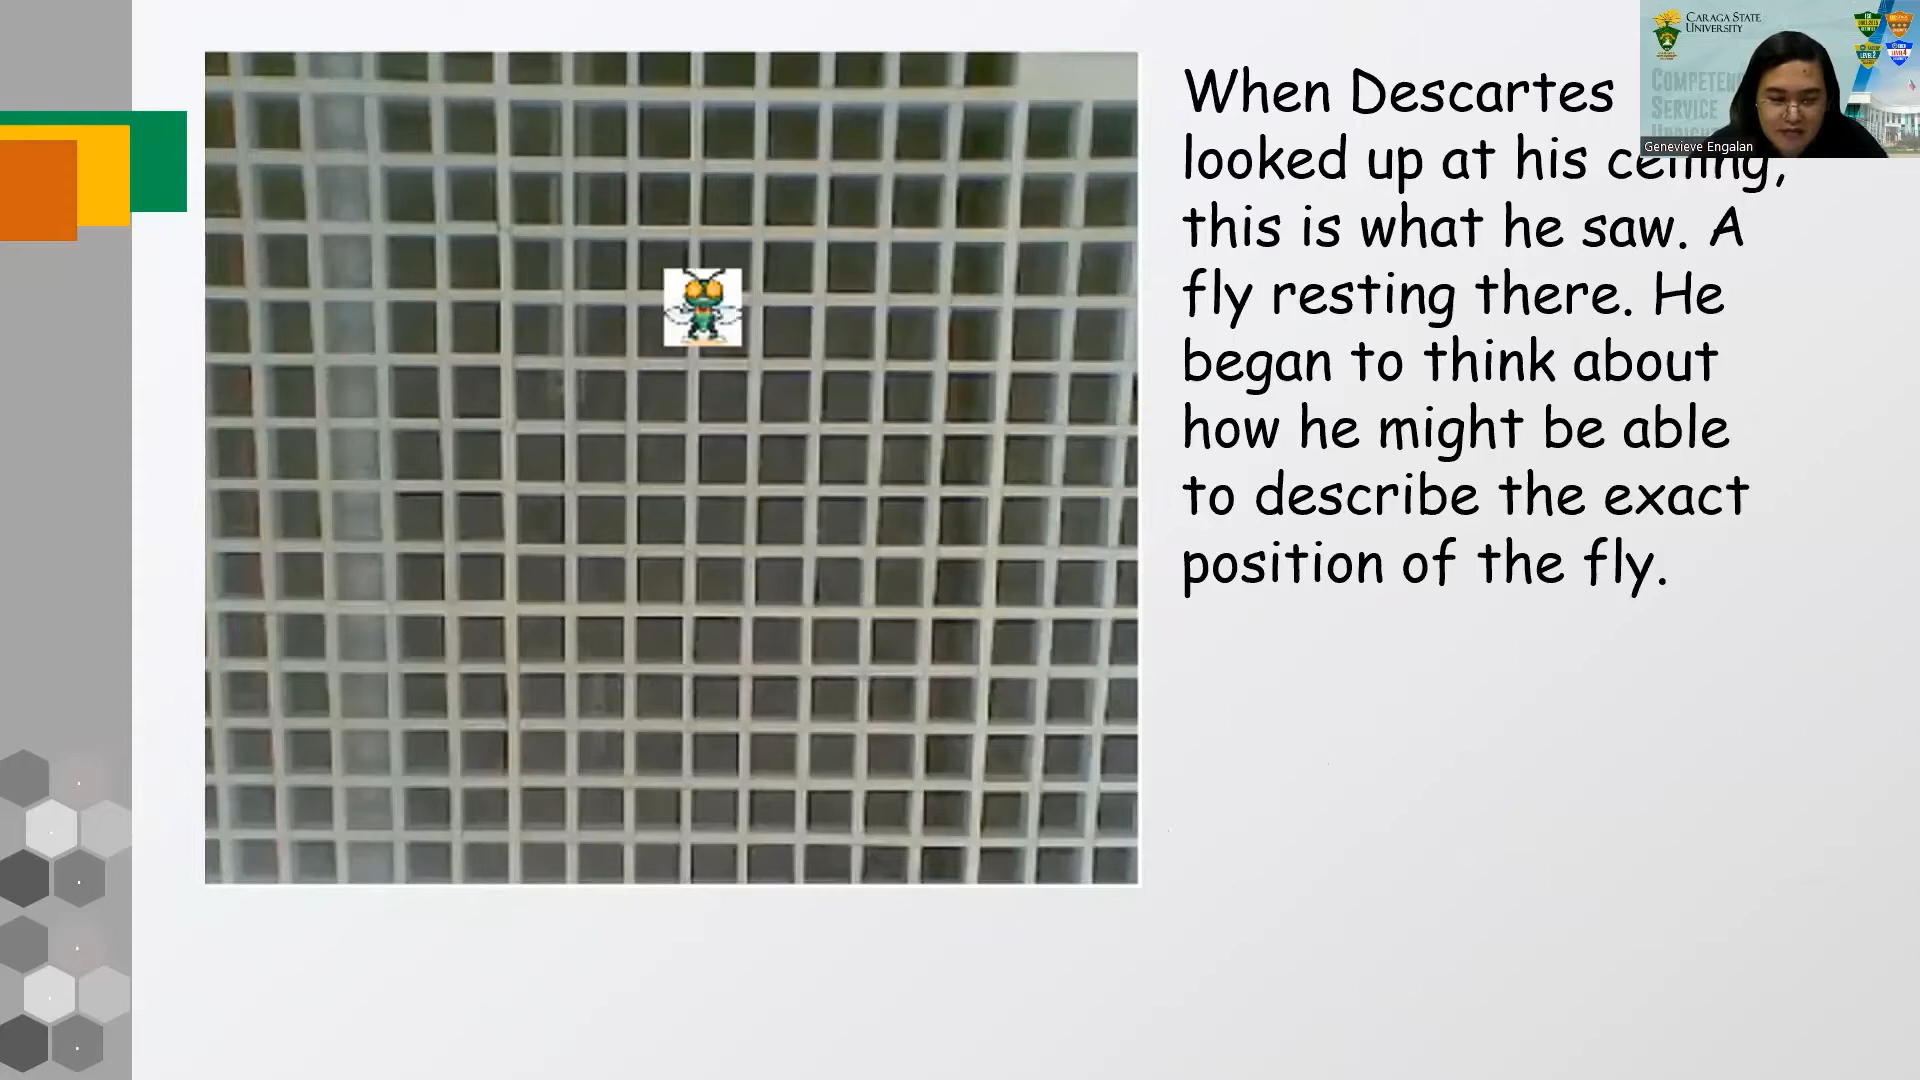 When Descartes
looked up at his ceiling,
this is what he saw. A
fly resting there. He
began to think about
how he might be able
to describe the exact
position of the fly.
CARAGA STATE
UNIVERSITY
COMPETEN
SERVICE
Genevieve Engalan